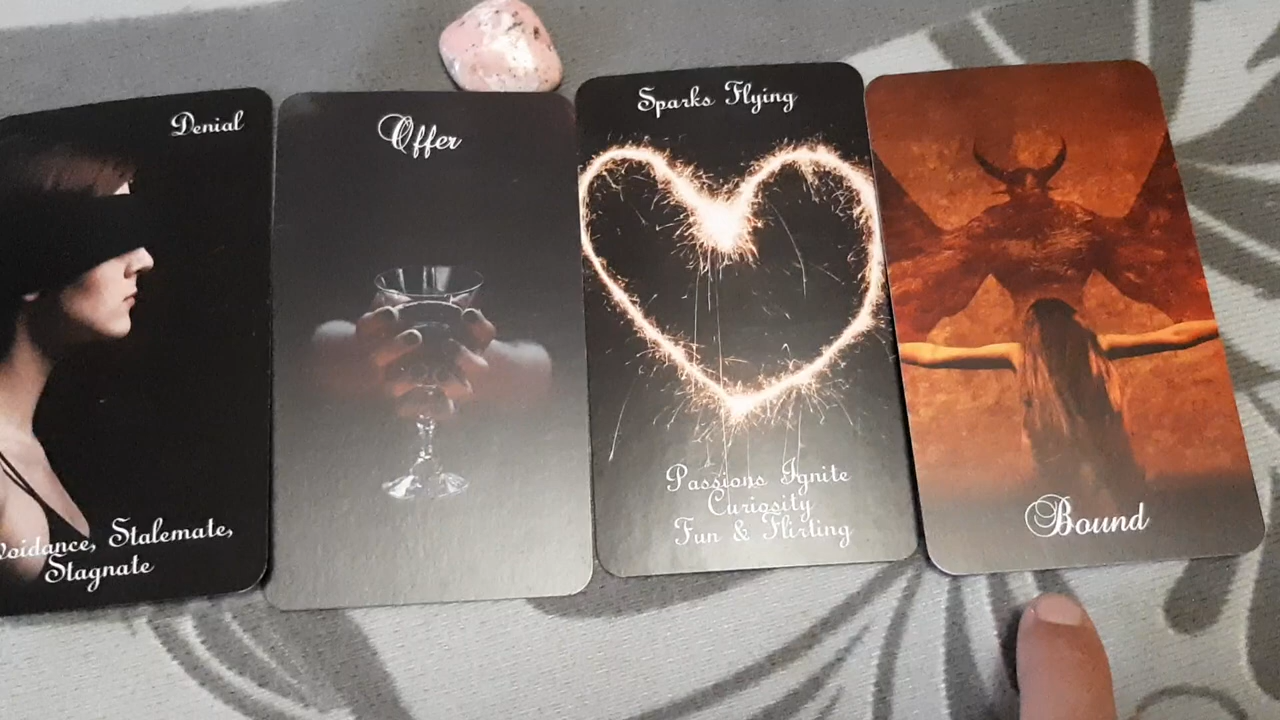 Denial
voidance, Stalemate,
Stagnate
Offer
Sparks Flying
Passions Ignite
Curiosity
Fun & Flirting
Bound